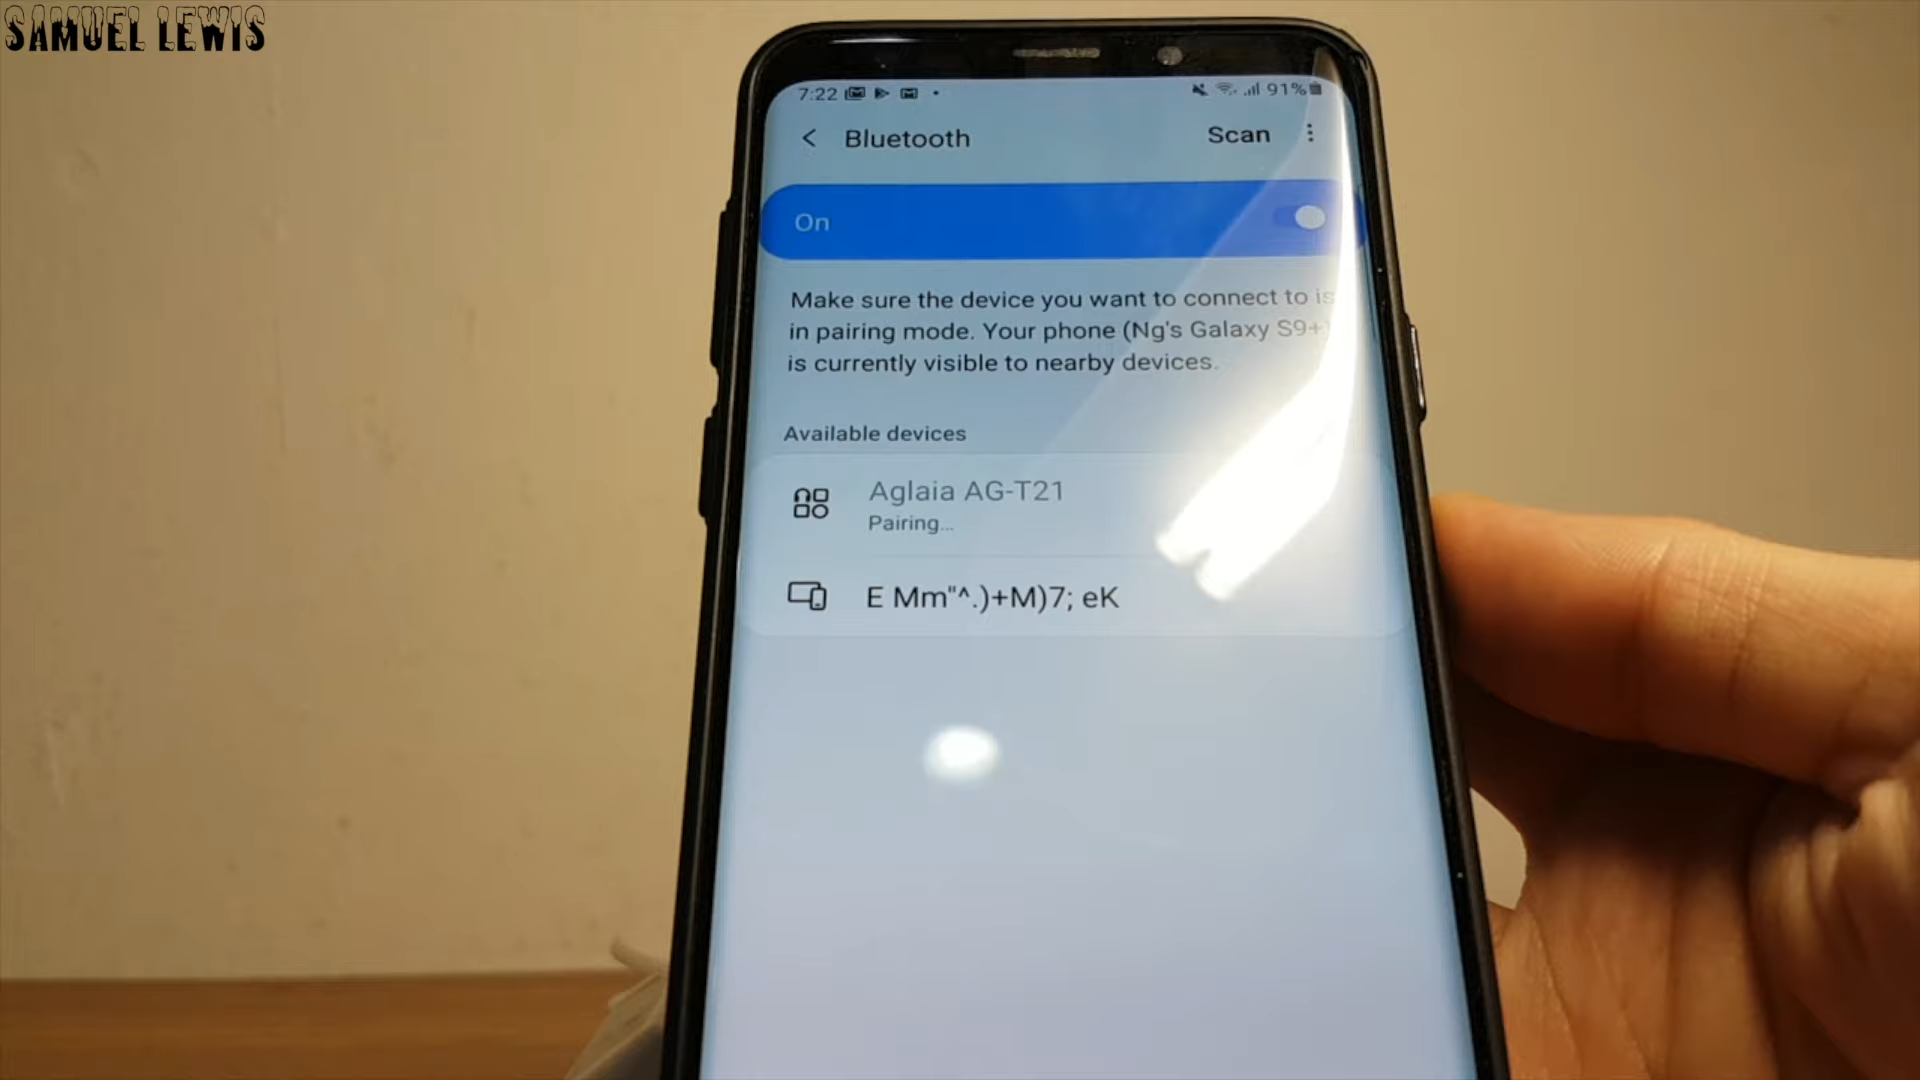 SAMUEL LEWIS
7:22
91%
Bluetooth
Scan
On
Make sure the device you want to connect to is
in pairing mode. Your phone (Ng's Galaxy S9+)
is currently visible to nearby devices.
Available devices
Aglaia AG-T21
Pairing...
E Mm"^.)+M)7; eK